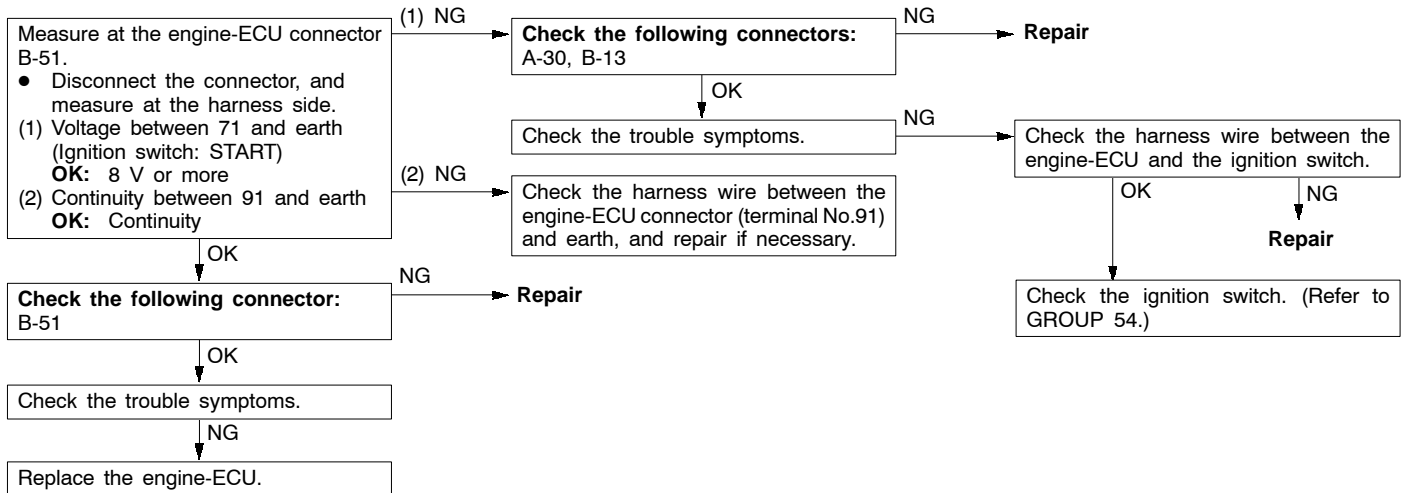 Measure at the engine-ECU connector
B-51.
● Disconnect the connector, and
measure at the harness side.
(1) Voltage between 71 and earth
(Ignition switch: START)
OK: 8 V or more
(2) Continuity between 91 and earth
OK: Continuity
(1) NG
Check the following connectors:
A-30, B-13
NG
Repair
OK
Check the trouble symptoms.
NG
Check the harness wire between the
engine-ECU and the ignition switch.
OK
NG
Repair
Check the ignition switch. (Refer to
GROUP 54.)
(2) NG
Check the harness wire between the
engine-ECU connector (terminal No.91)
and earth, and repair if necessary.
OK
Check the following connector:
B-51
NG
Repair
OK
Check the trouble symptoms.
NG
Replace the engine-ECU.